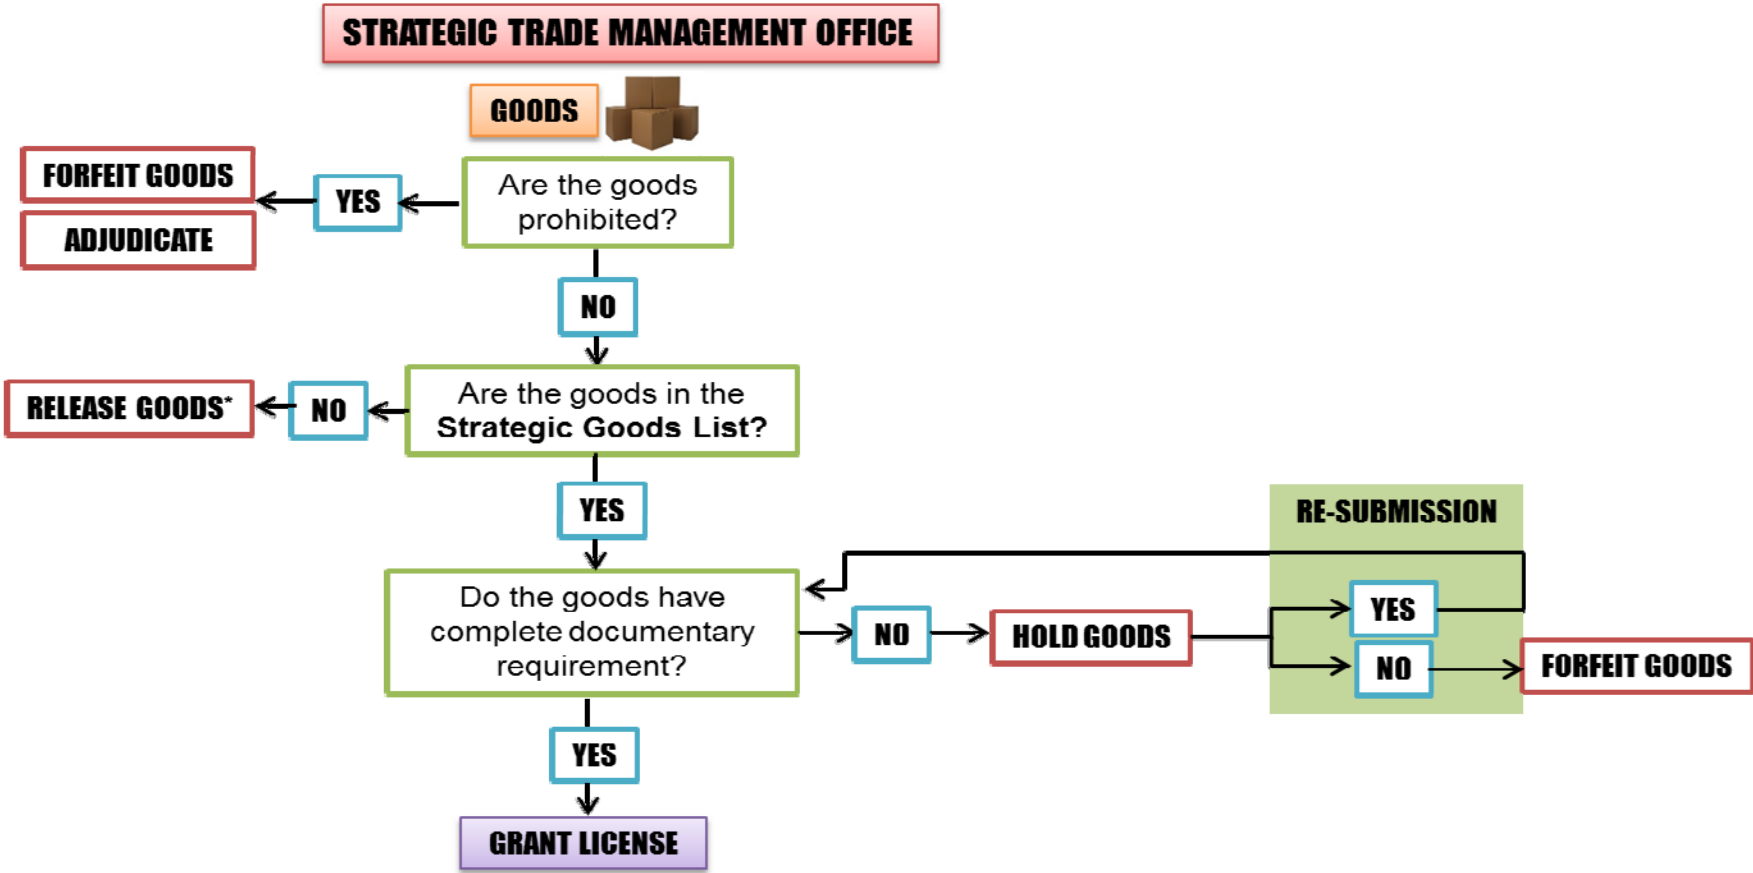 STRATEGIC TRADE MANAGEMENT OFFICE
GOODS
Are the goods
prohibited?
YES
FORFEIT GOODS
ADJUDICATE
NO
Are the goods in the
Strategic Goods List?
NO
RELEASE GOODS*
YES
Do the goods have
complete documentary
requirement?
NO
HOLD GOODS
RE-SUBMISSION
YES
NO
FORFEIT GOODS
YES
GRANT LICENSE